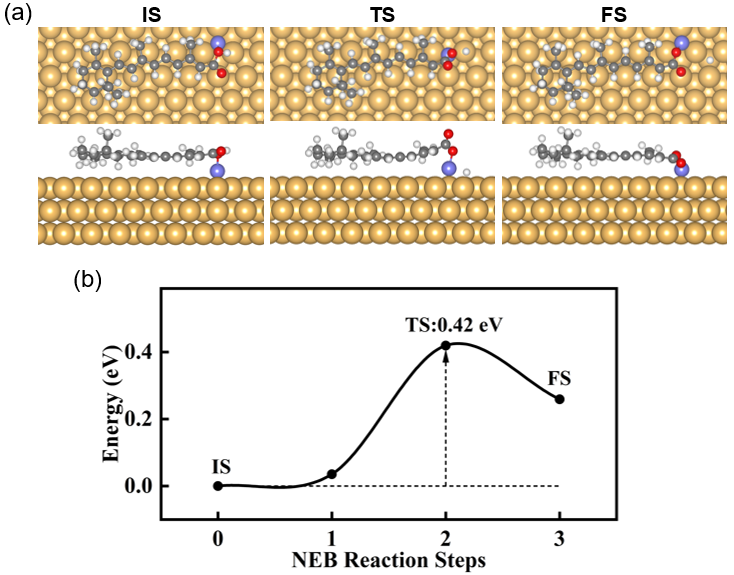 (a)
IS
TS
FS
(b)
Energy (eV)
0.4
0.2
0.0
TS:0.42 eV
FS
IS
0
1
2
3
NEB Reaction Steps